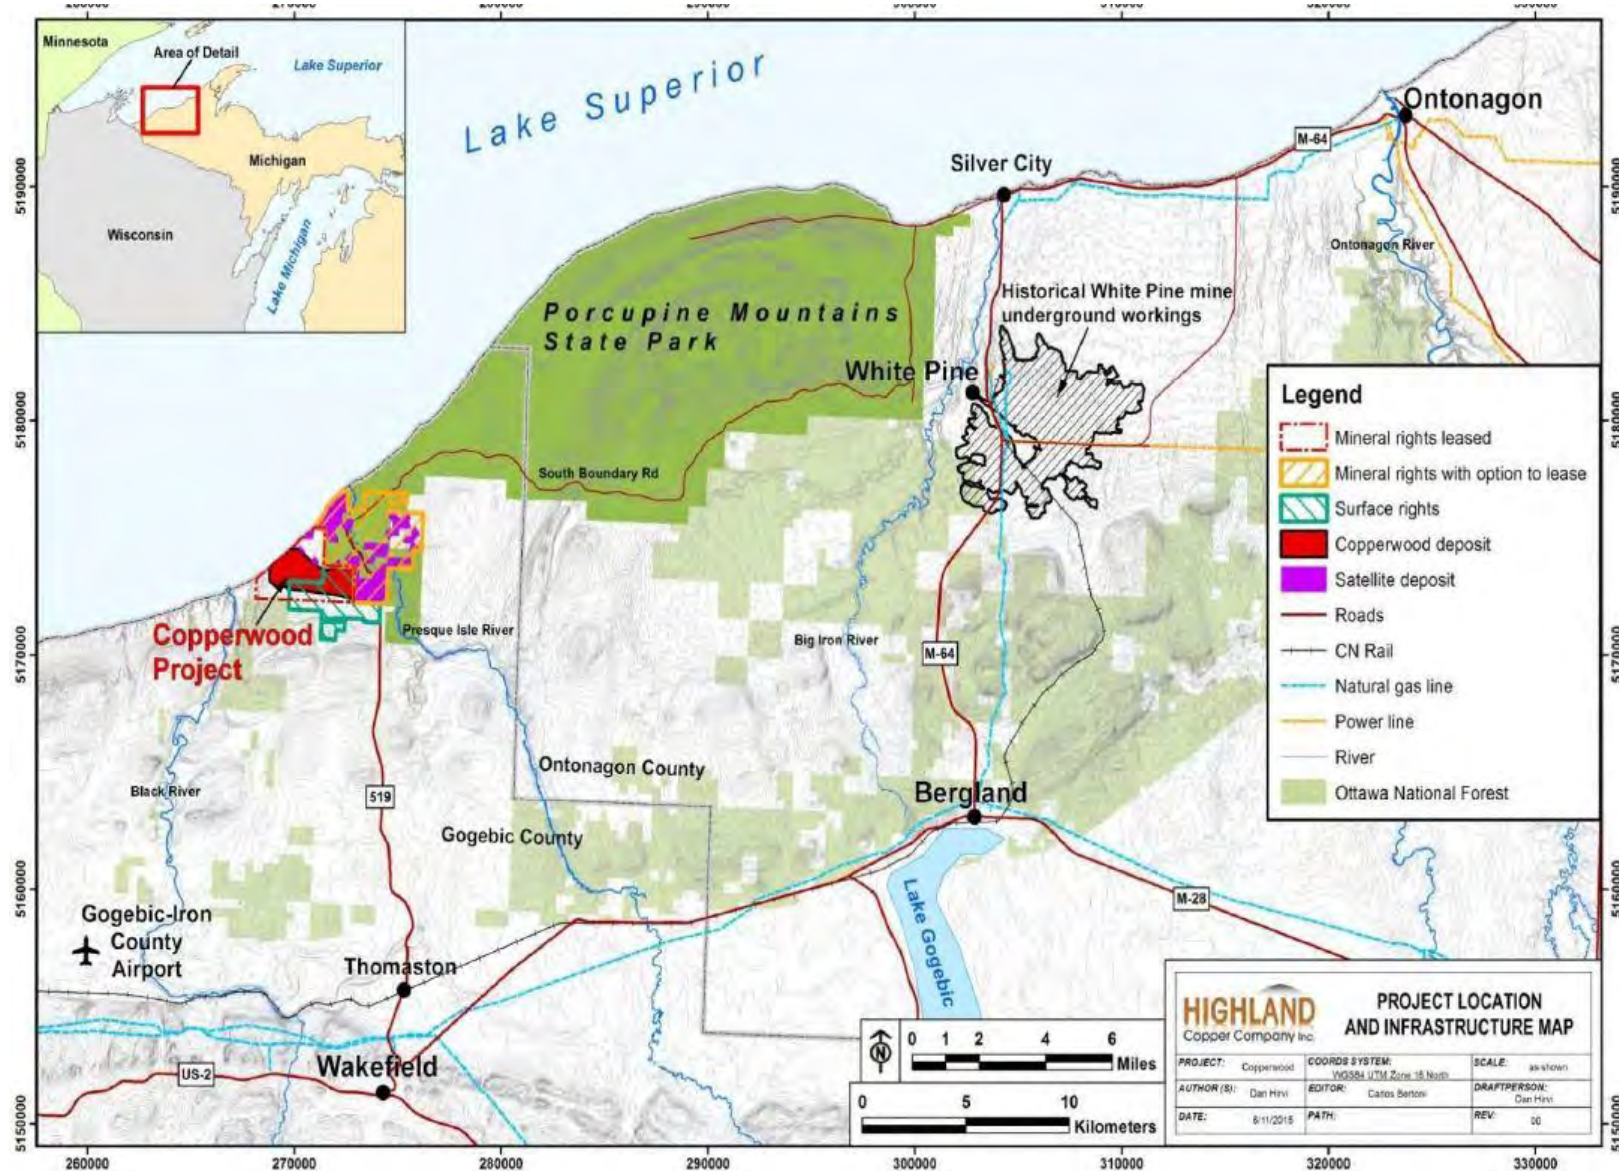 Minnesota
Area of Detail
Lake Superior
Michigan
Wisconsin
Lake Michigan
Lake Superior
Ontonagon
M-64
Silver City
Ontonagon River
Historical White Pine mine
underground workings
Porcupine Mountains
State Park
White Pine
South Boundary Rd
Copperwood
Project
Presque Isle River
Big Iron River
M-64
Black River
519
Ontonagon County
Gogebic County
Bergland
Lake Gogebic
M-28
Gogebic-Iron
County
Airport
Thomaston
Wakefield
US-2
Legend
Mineral rights leased
Mineral rights with option to lease
Surface rights
Copperwood deposit
Satellite deposit
Roads
CN Rail
Natural gas line
Power line
River
Ottawa National Forest
N
0 1 2 4 6
Miles
0 5 10
Kilometers
HIGHLAND
Copper Company Inc.
PROJECT LOCATION
AND INFRASTRUCTURE MAP
PROJECT: Copperwood
COORDS SYSTEM:
WGS84 UTM Zone 16 North
SCALE: as shown
AUTHOR (S): Dan Hirvi
EDITOR: Carlos Bertoni
DRAFTPERSON:
Dan Hirvi
DATE: 6/11/2015
PATH:
REV: 00
5190000
5180000
5170000
5160000
5150000
5190000
5180000
5170000
5160000
260000 270000 280000 290000 300000 310000 320000 330000